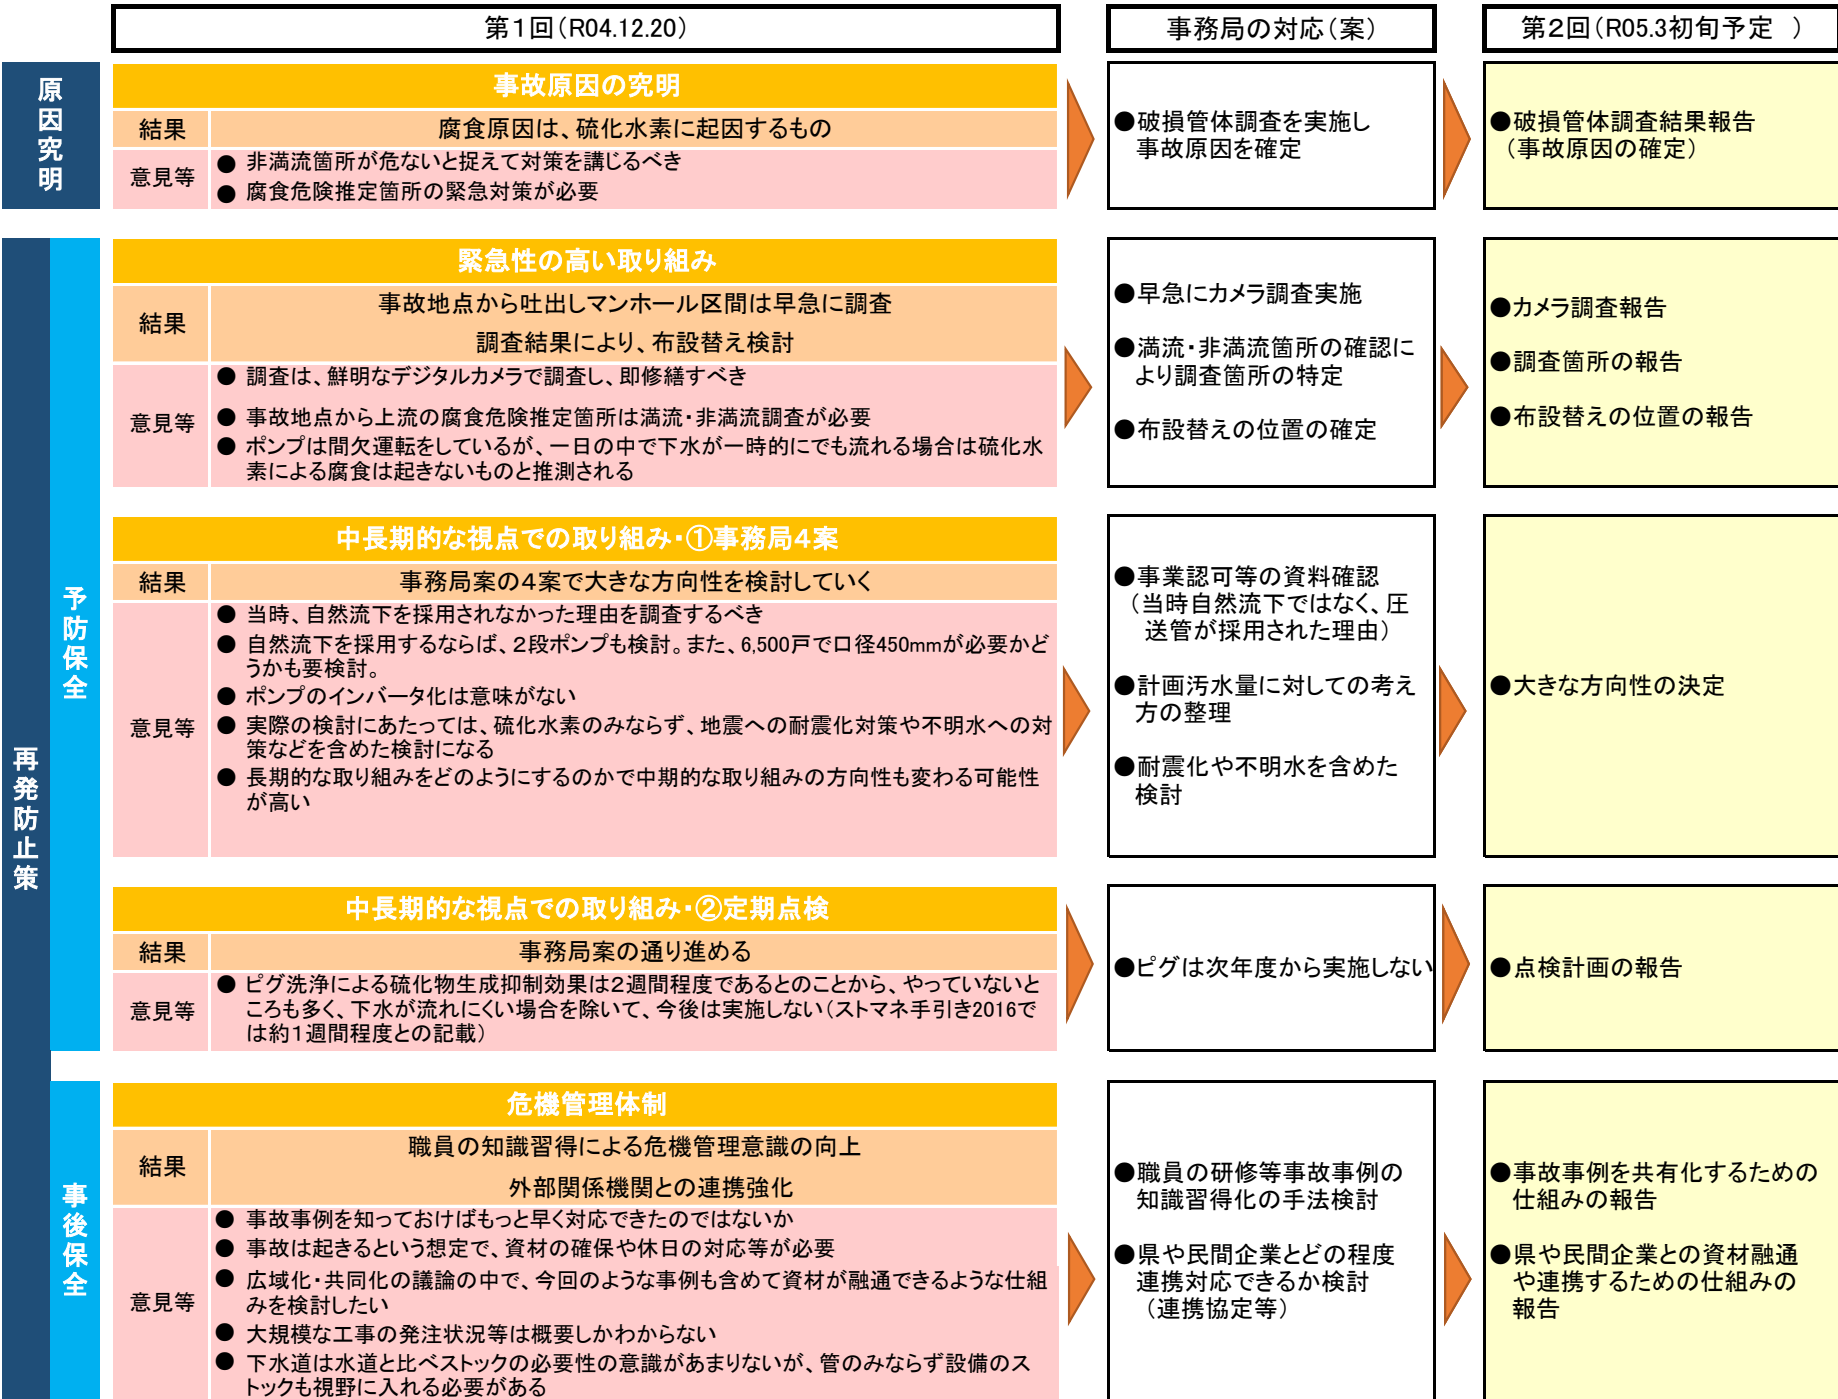 第1回(R04.12.20)
事務局の対応(案)
第2回(R05.3初旬予定　)
原因究明
事故原因の究明
結果
腐食原因は、硫化水素に起因するもの
意見等
● 非満流箇所が危ないと捉えて対策を講じるべき
● 腐食危険推定箇所の緊急対策が必要
●破損管体調査を実施し
事故原因を確定
●破損管体調査結果報告
（事故原因の確定）
再発防止策
予防保全
緊急性の高い取り組み
結果
事故地点から吐出しマンホール区間は早急に調査
調査結果により、布設替え検討
意見等
● 調査は、鮮明なデジタルカメラで調査し、即修繕すべき
● 事故地点から上流の腐食危険推定箇所は満流・非満流調査が必要
● ポンプは間欠運転をしているが、一日の中で下水が一時的にでも流れる場合は硫化水
素による腐食は起きないものと推測される
●早急にカメラ調査実施
●満流・非満流箇所の確認に
より調査箇所の特定
●布設替えの位置の確定
●カメラ調査報告
●調査箇所の報告
●布設替えの位置の報告
中長期的な視点での取り組み・①事務局4案
結果
事務局案の4案で大きな方向性を検討していく
意見等
● 当時、自然流下を採用されなかった理由を調査するべき
● 自然流下を採用するならば、2段ポンプも検討。また、6,500戸で口径450mmが必要かど
うかも要検討。
● ポンプのインバータ化は意味がない
● 実際の検討にあたっては、硫化水素のみならず、地震への耐震化対策や不明水への対
策などを含めた検討になる
● 長期的な取り組みをどのようにするのかで中期的な取り組みの方向性も変わる可能性
が高い
●事業認可等の資料確認
（当時自然流下ではなく、圧
送管が採用された理由）
●計画汚水量に対しての考え
方の整理
●耐震化や不明水を含めた
検討
●大きな方向性の決定
中長期的な視点での取り組み・②定期点検
結果
事務局案の通り進める
意見等
● ピグ洗浄による硫化物生成抑制効果は2週間程度であるとのことから、やっていないと
ころも多く、下水が流れにくい場合を除いて、今後は実施しない（ストマネ手引き2016で
は約1週間程度との記載）
●ピグは次年度から実施しない
●点検計画の報告
事後保全
危機管理体制
結果
職員の知識習得による危機管理意識の向上
外部関係機関との連携強化
意見等
● 事故事例を知っておけばもっと早く対応できたのではないか
● 事故は起きるという想定で、資材の確保や休日の対応等が必要
● 広域化・共同化の議論の中で、今回のような事例も含めて資材が融通できるような仕組
みを検討したい
● 大規模な工事の発注状況等は概要しかわからない
● 下水道は水道と比べストックの必要性の意識があまりないが、管のみならず設備のス
トックも視野に入れる必要がある
●職員の研修等事故事例の
知識習得化の手法検討
●県や民間企業とどの程度
連携対応できるか検討
（連携協定等）
●事故事例を共有化するための
仕組みの報告
●県や民間企業との資材融通
や連携するための仕組みの
報告